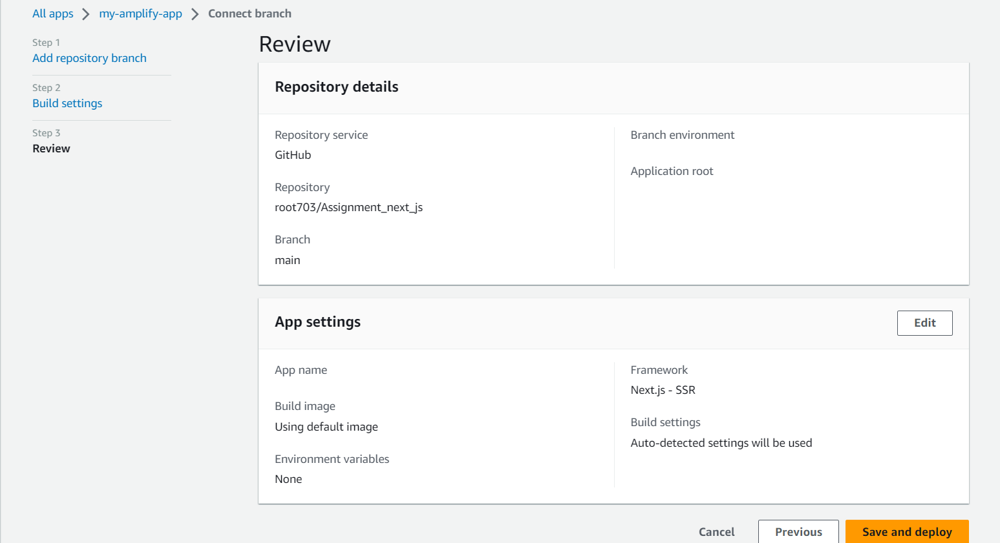 All apps > my-amplify-app > Connect branch
Step 1
Add repository branch
Step 2
Build settings
Step 3
Review
Review
Repository details
Repository service
GitHub
Repository
root703/Assignment_next_js
Branch
main
Branch environment
Application root
App settings
Edit
App name
Build image
Using default image
Environment variables
None
Framework
Next.js - SSR
Build settings
Auto-detected settings will be used
Cancel
Previous
Save and deploy